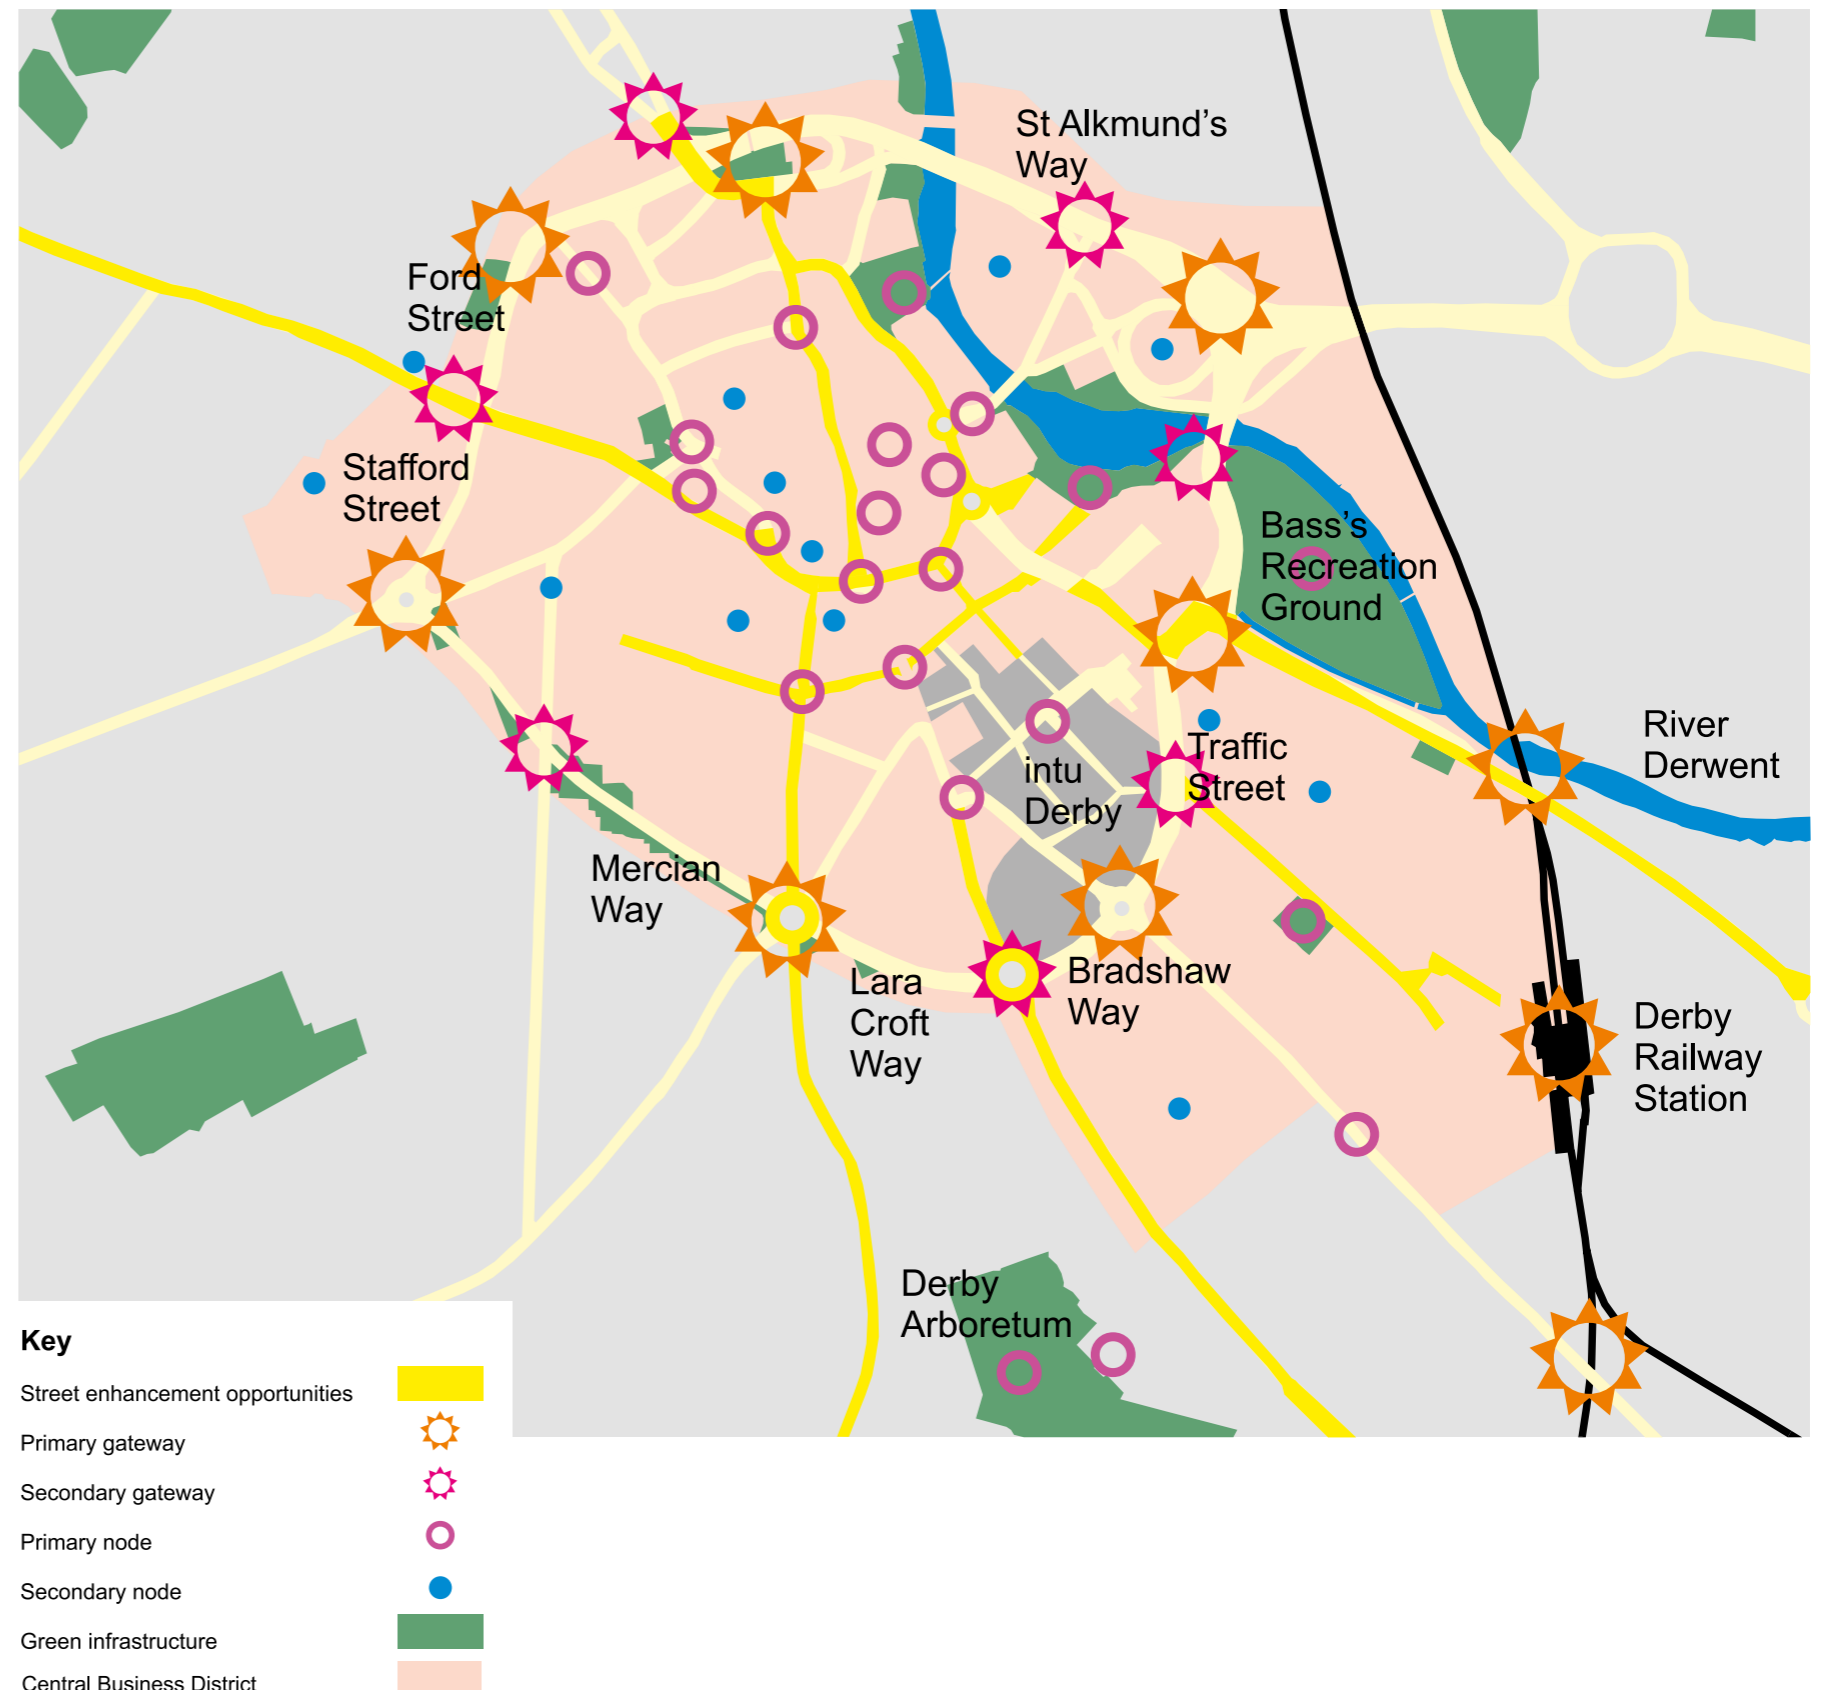 St Alkmund's
Way
Ford
Street
Stafford
Street
Bass's
Recreation
Ground
River
Derwent
Traffic
Street
intu
Derby
Mercian
Way
Lara
Croft
Way
Bradshaw
Way
Derby
Railway
Station
Derby
Arboretum
Key
Street enhancement opportunities
Primary gateway
Secondary gateway
Primary node
Secondary node
Green infrastructure
Central Business District